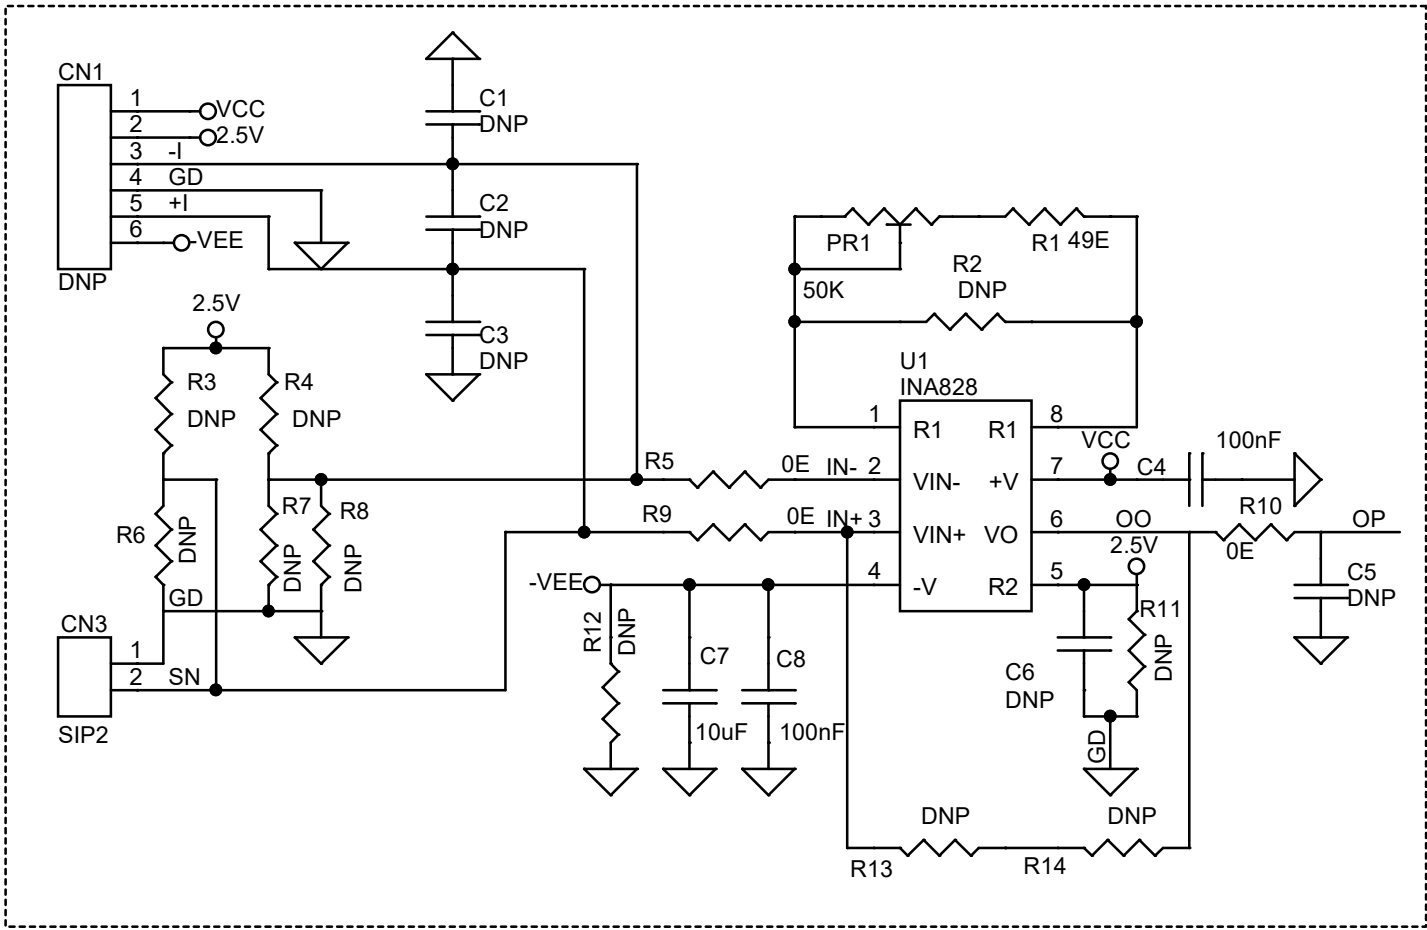 CN1
1
VCC
2
2.5V
3 -I
4 GD
5 +I
6
-VEE
DNP
C1
DNP
C2
DNP
C3
DNP
PR1
50K
R1 49E
R2
DNP
2.5V
R3
DNP
R4
DNP
R6
DNP
R7
DNP
R8
DNP
GD
CN3
1
2 SN
SIP2
U1
INA828
1 R1 R1 8
R5 0E IN- 2 VIN- +V 7
VCC
C4
100nF
R9 0E IN+ 3 VIN+ VO 6 OO
R10
0E
OP
-VEE 4 -V R2 5
2.5V
C5
DNP
R11
DNP
C6
DNP
GD
R12
DNP
C7
10uF
C8
100nF
DNP
R13
DNP
R14